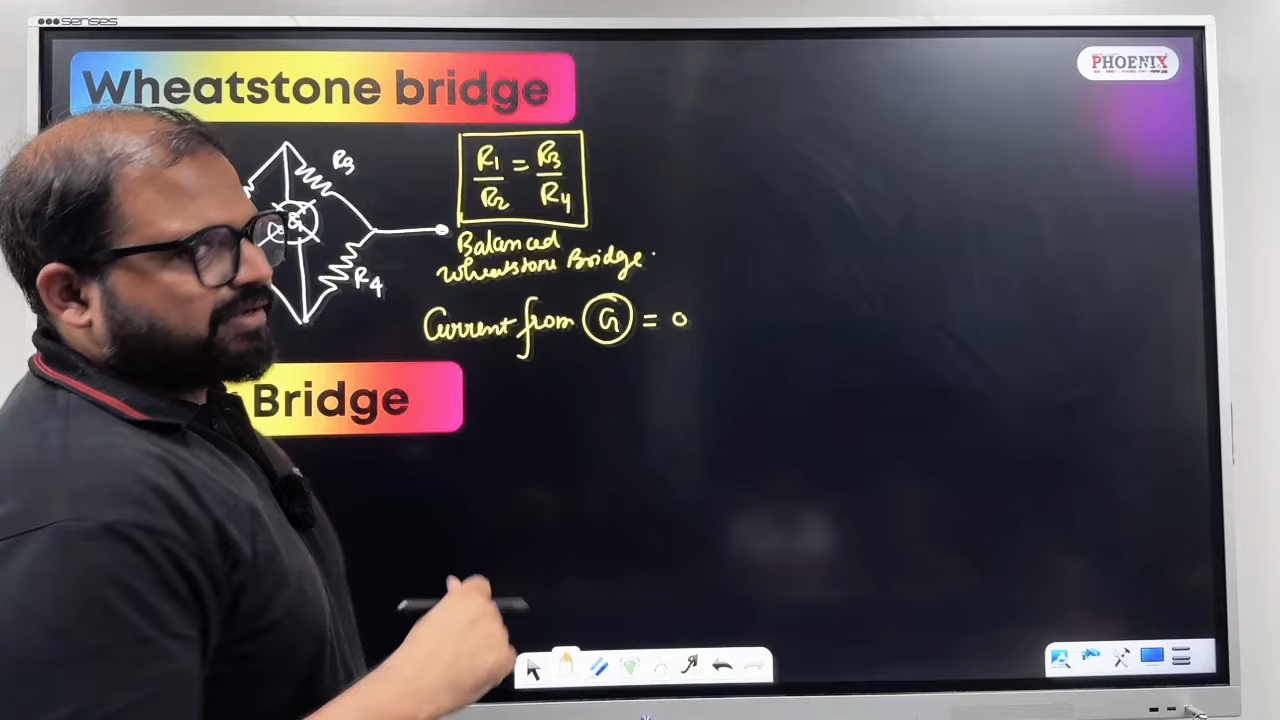 senses
Wheatstone bridge
PHOENIX
R3
R1 = R3
R2 R4
Balanced
Wheatstone Bridge.
R4
Current from G = 0
Bridge